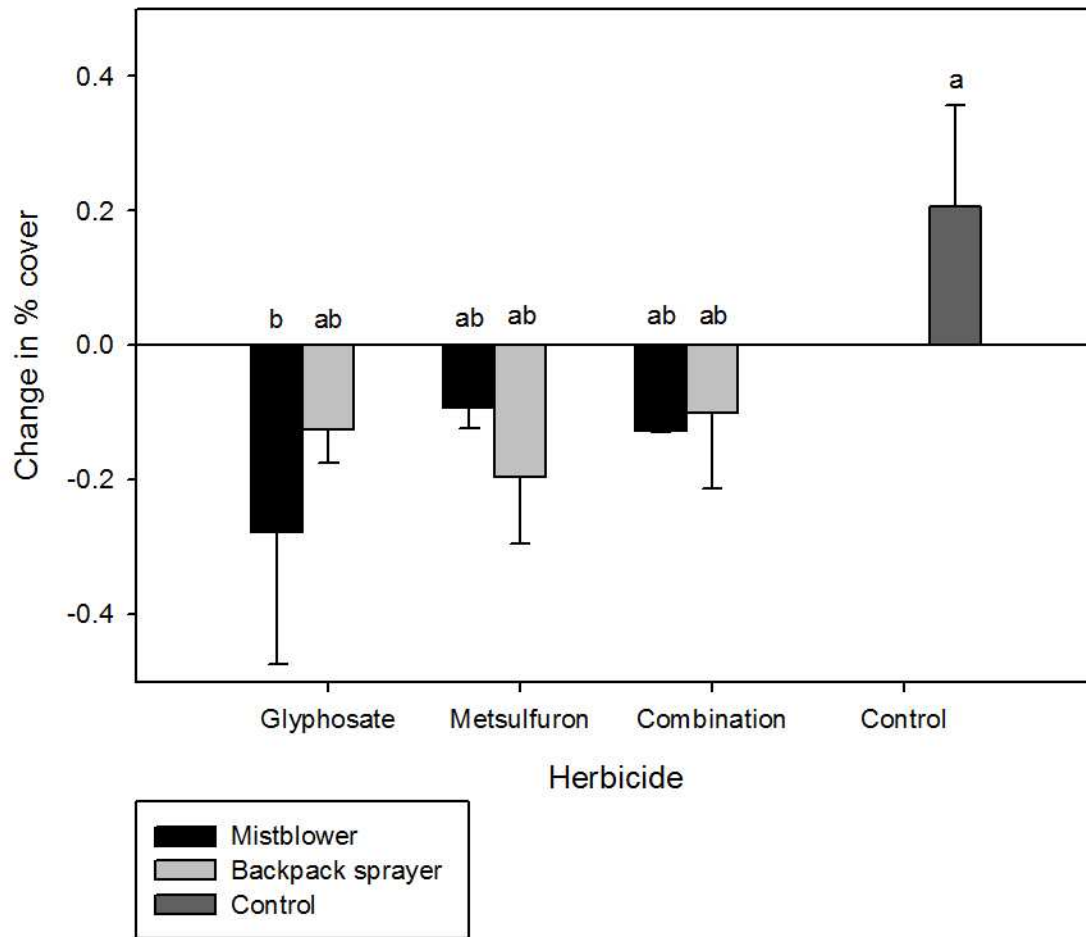 Change in % cover
0.4
0.2
0.0
-0.2
-0.4
a
b ab ab ab ab ab
Glyphosate Metsulfuron Combination Control
Herbicide
Mistblower
Backpack sprayer
Control